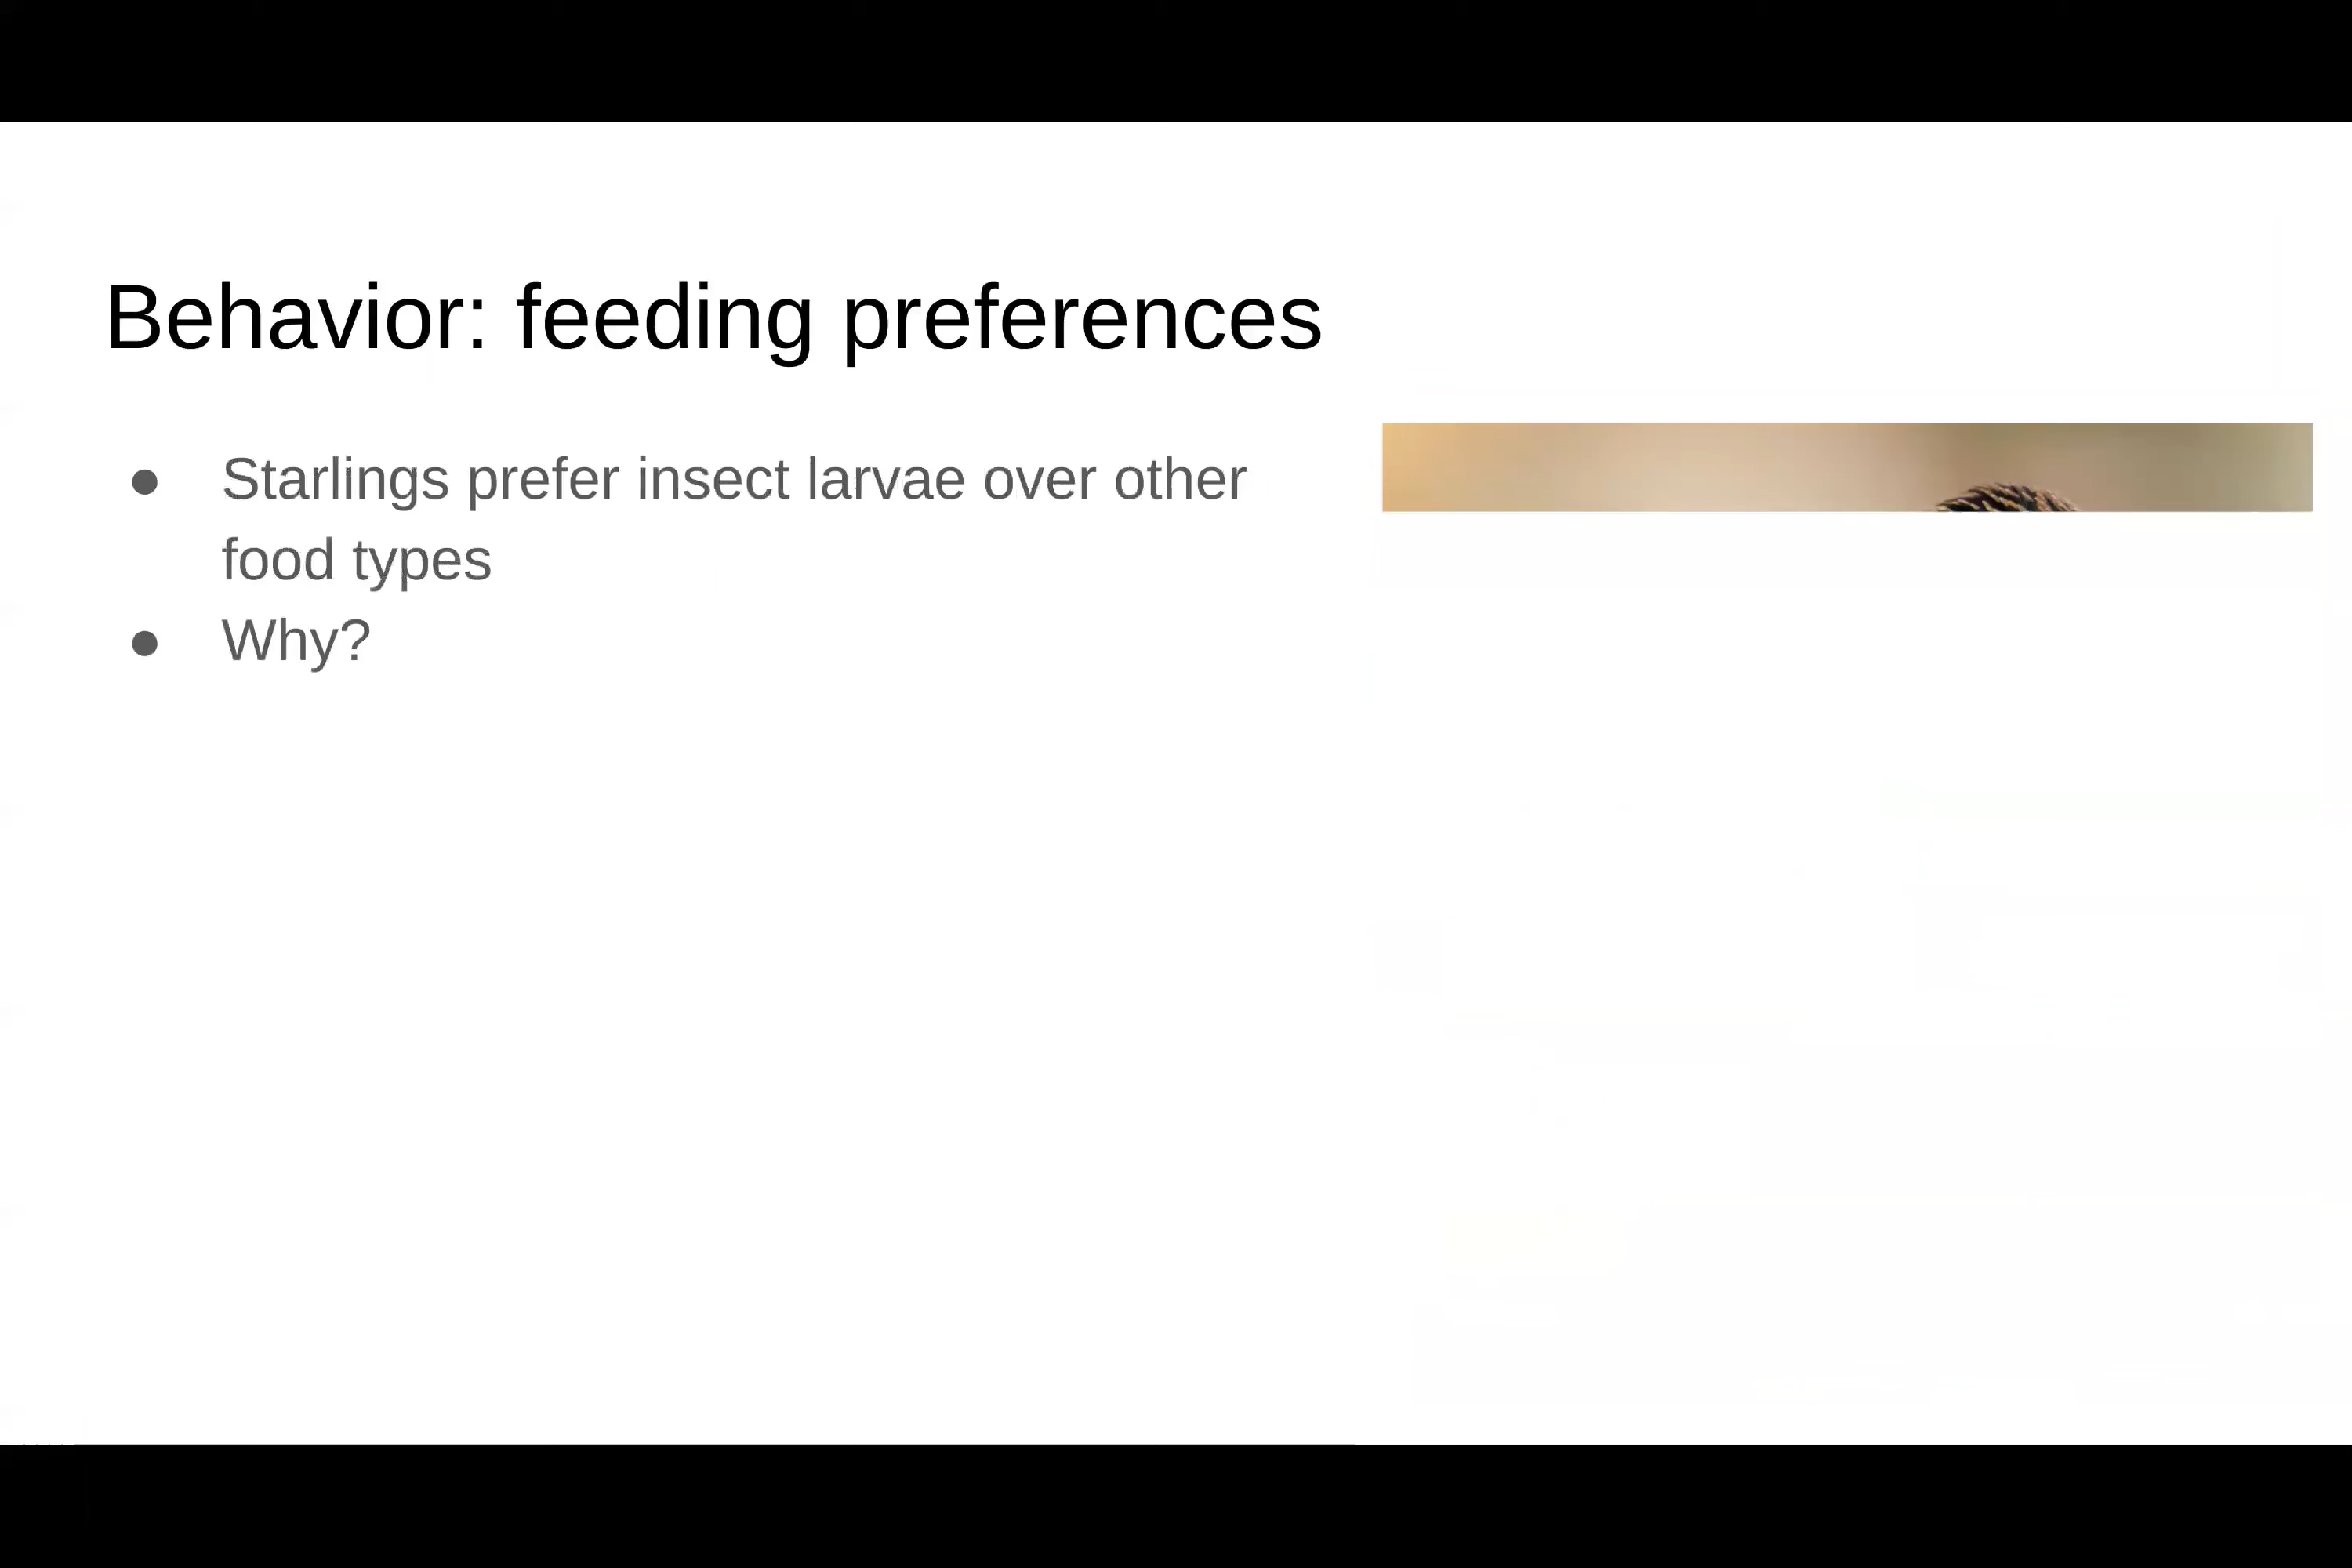 Behavior: feeding preferences
● Starlings prefer insect larvae over other
food types
● Why?